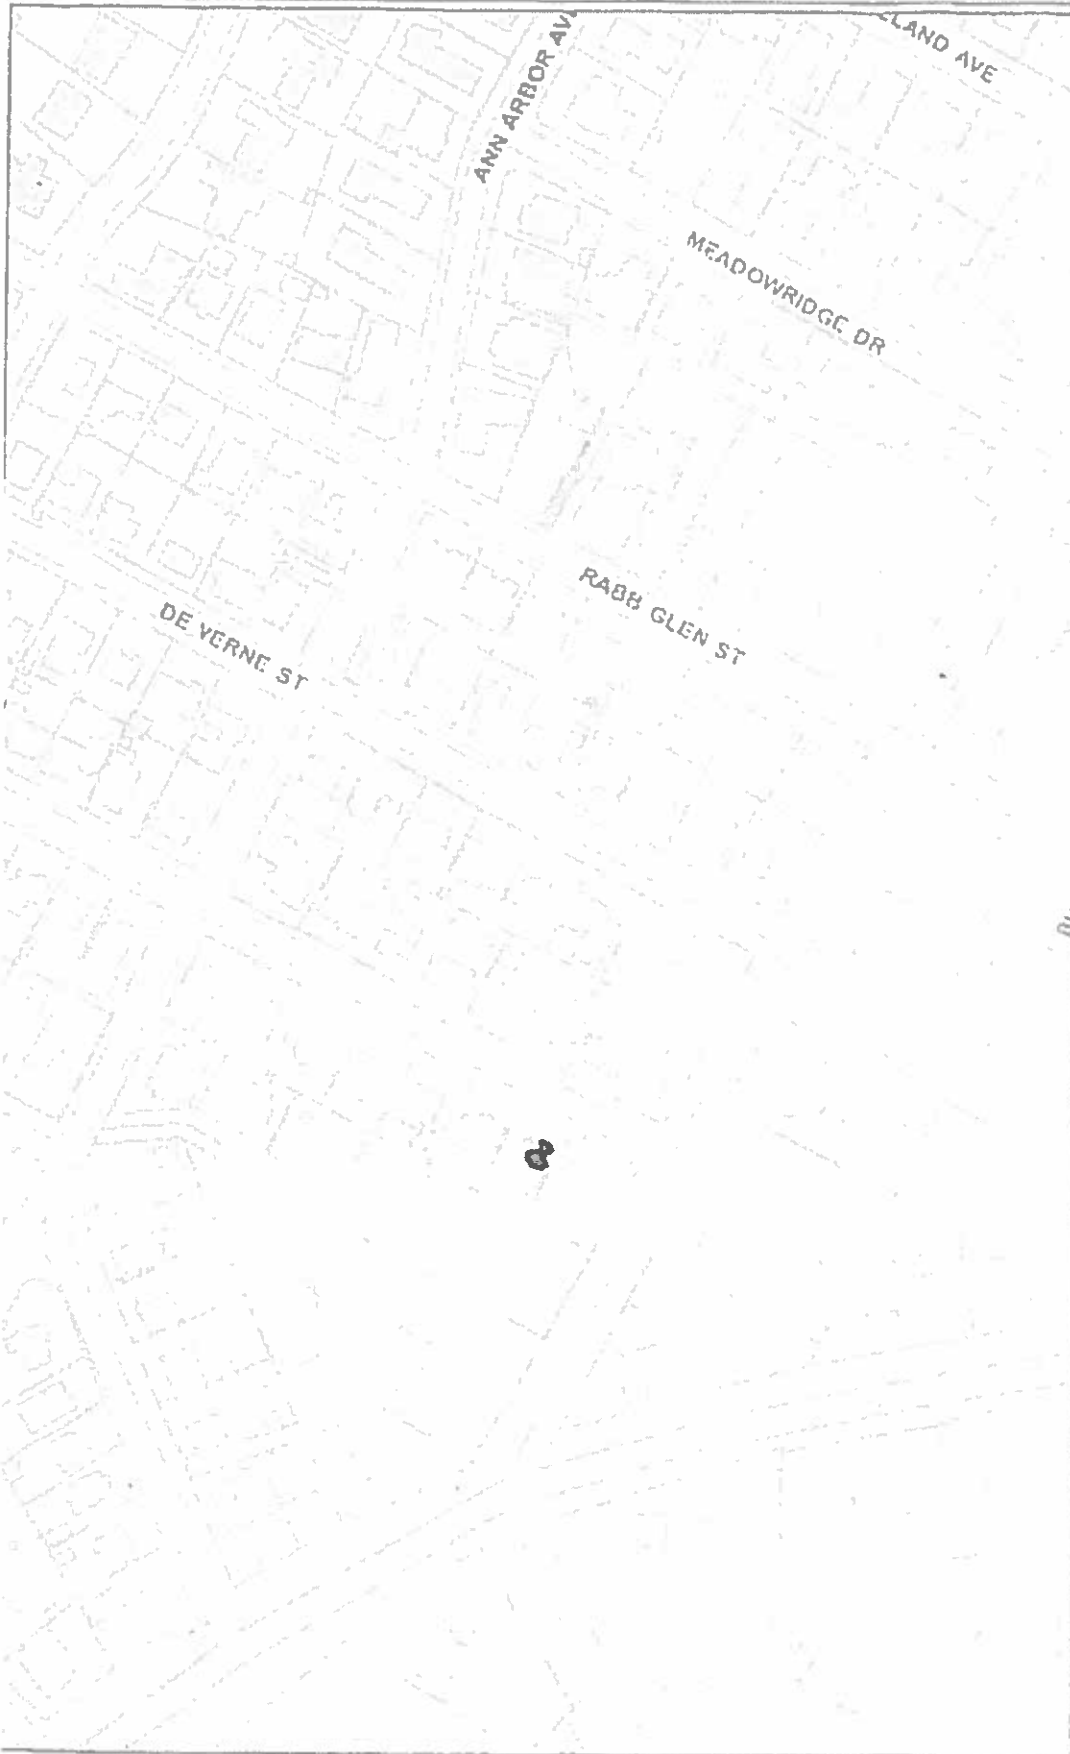 ANN ARBOR AV
LAND AVE
MEADOWRIDGE DR
RABB GLEN ST
DE VERNE ST